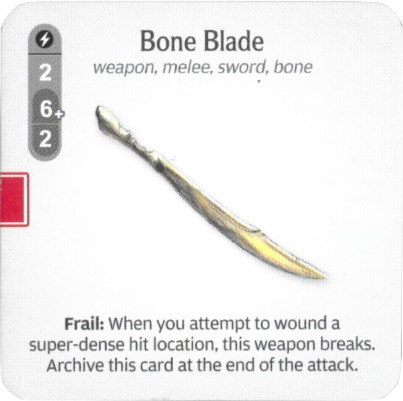 Bone Blade
weapon, melee, sword, bone
2
6+
2
Frail: When you attempt to wound a
super-dense hit location, this weapon breaks.
Archive this card at the end of the attack.